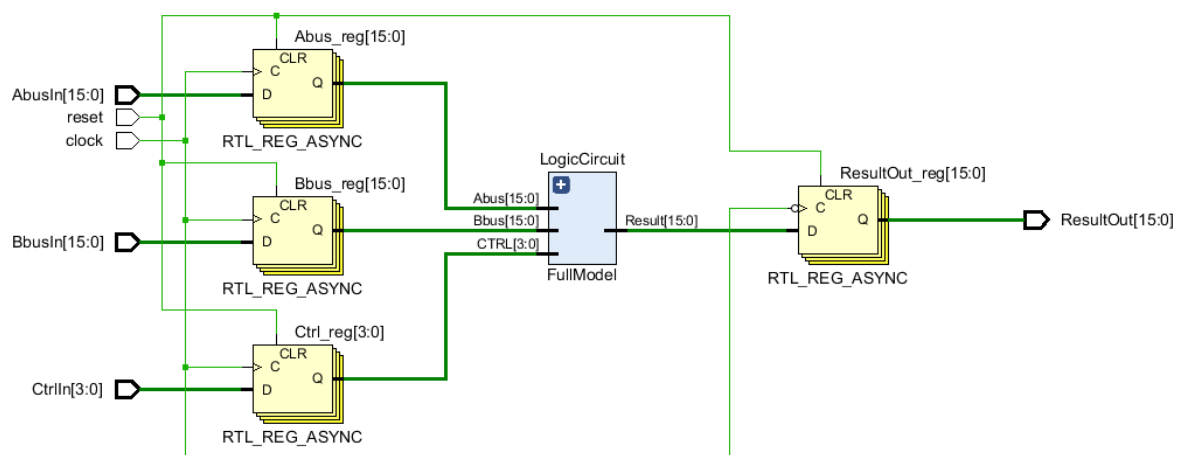 Abus_reg[15:0]
CLR
C
Q
D
RTL_REG_ASYNC
AbusIn[15:0]
reset
clock
Bbus_reg[15:0]
CLR
C
Q
D
RTL_REG_ASYNC
BbusIn[15:0]
Ctrl_reg[3:0]
CLR
C
Q
D
RTL_REG_ASYNC
CtrlIn[3:0]
LogicCircuit
Abus[15:0]
Bbus[15:0]
CTRL[3:0]
Result[15:0]
FullModel
ResultOut_reg[15:0]
CLR
C
Q
D
RTL_REG_ASYNC
ResultOut[15:0]